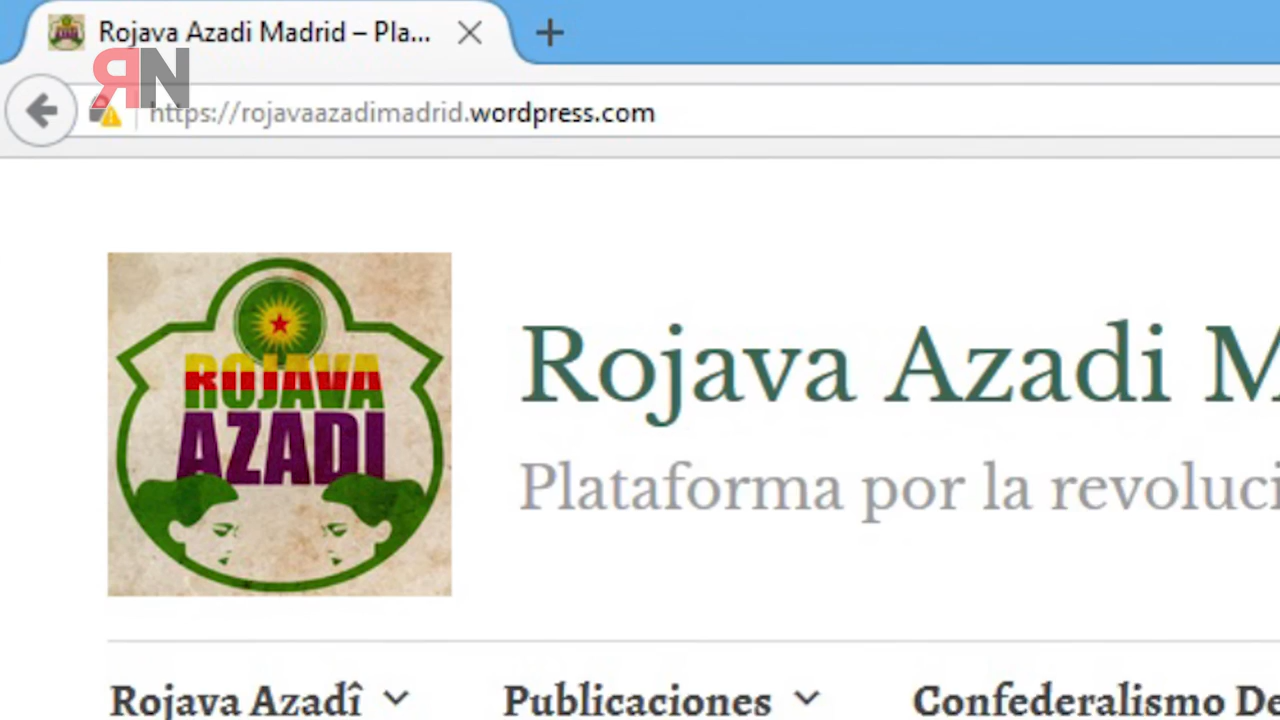 Rojava Azadi Madrid – Pla...
RN
https://rojavaazadimadrid.wordpress.com
ROJAVA
AZADI
Rojava Azadi M
Plataforma por la revoluci
Rojava Azadî
Publicaciones
Confederalismo De